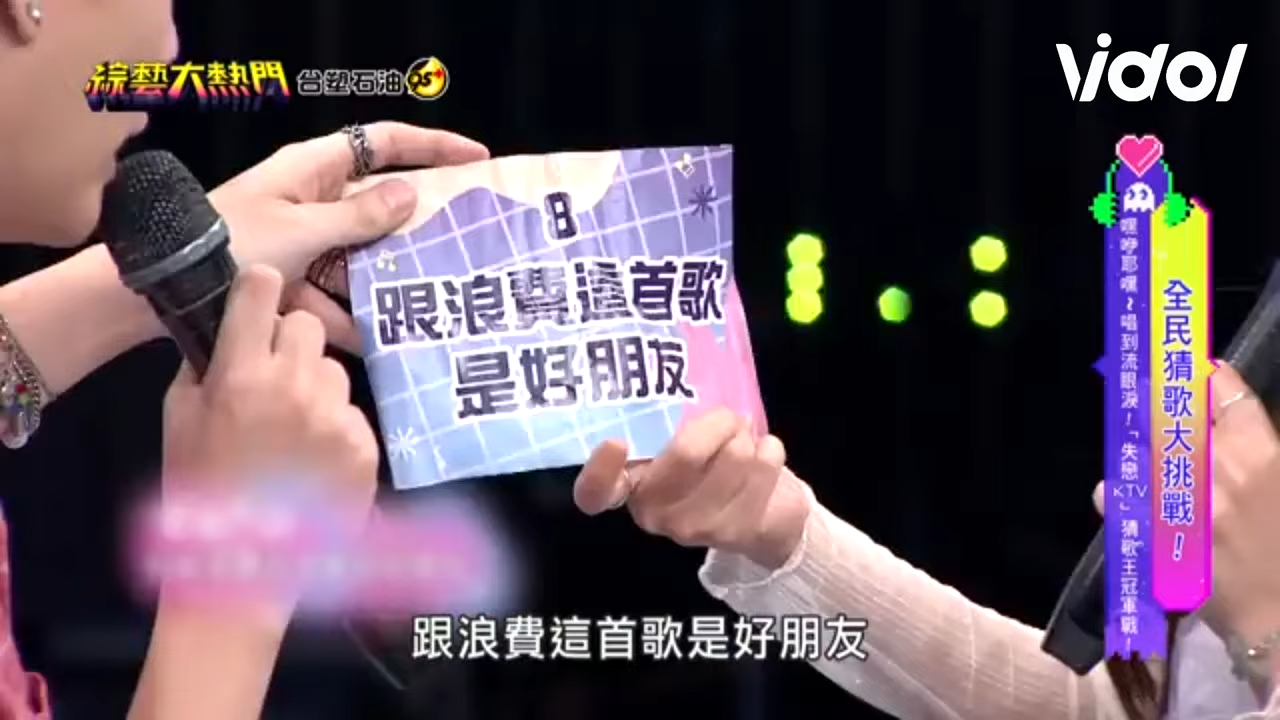 綜藝大熱門 台塑石油 95+
Vidol
8
跟浪費這首歌
是好朋友
全民猜歌大挑戰！
嘿咿耶嘿～唱到流眼淚！「失戀KTV」猜歌王冠軍戰！
跟浪費這首歌是好朋友